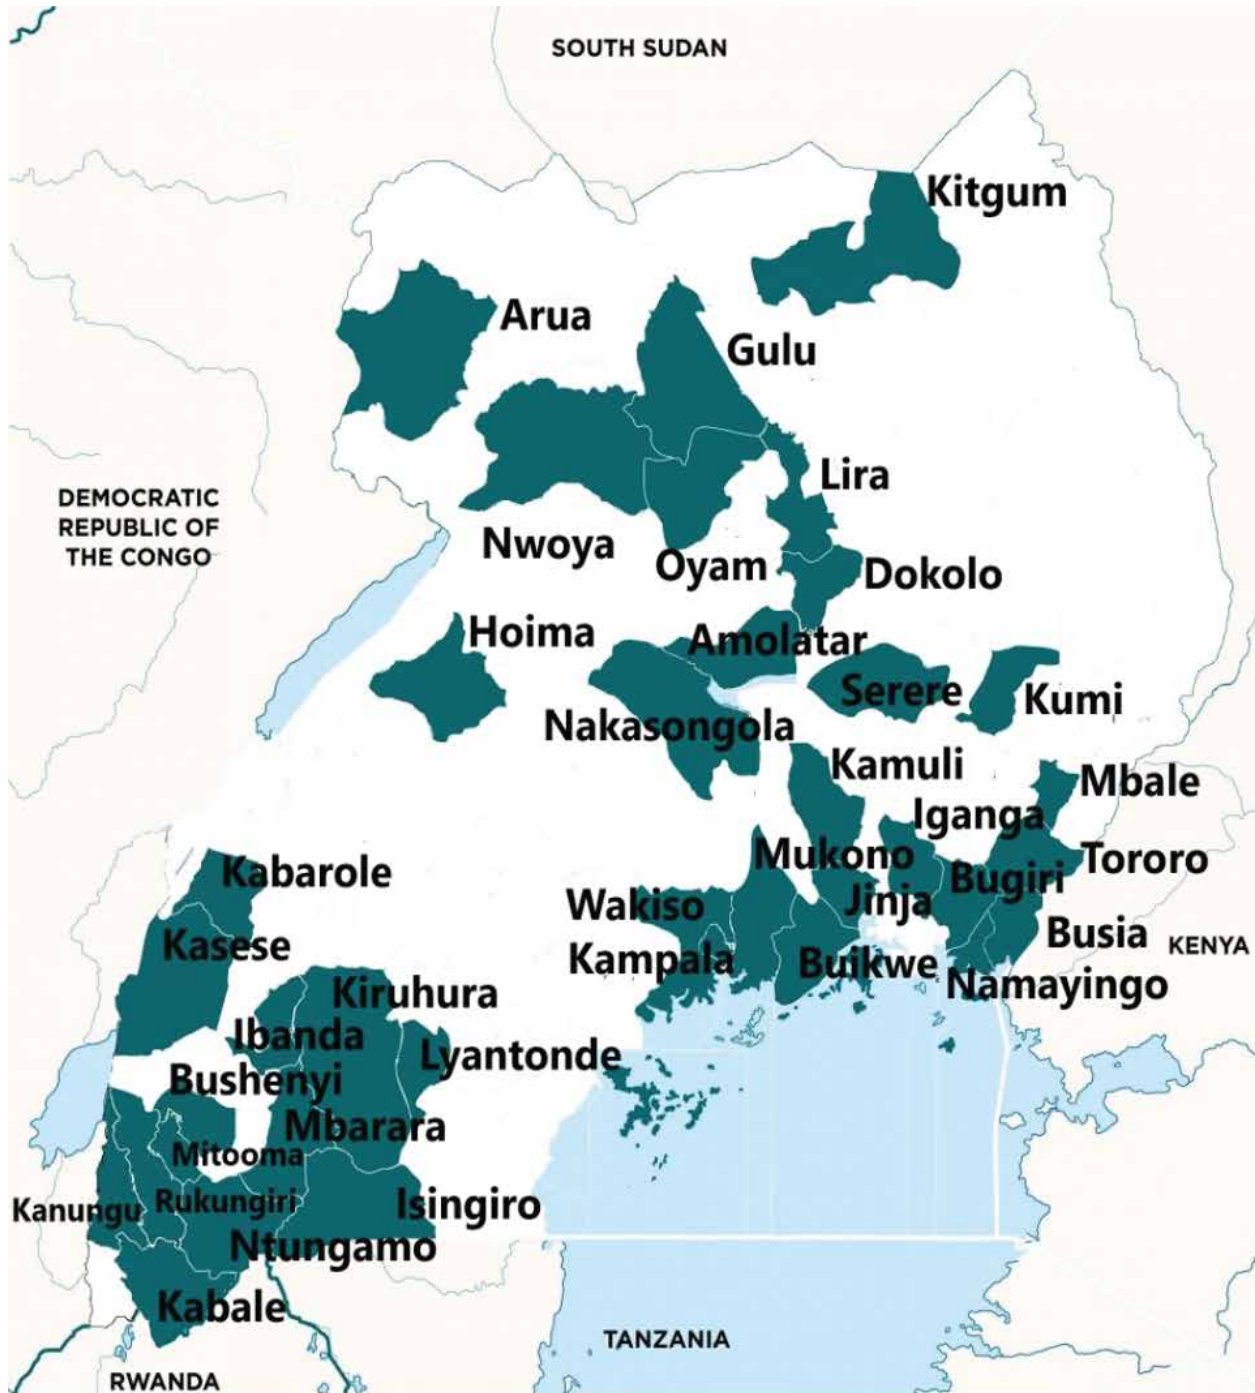 SOUTH SUDAN
Kitgum
Arua
Gulu
Lira
DEMOCRATIC
REPUBLIC OF
THE CONGO
Nwoya
Oyam
Dokolo
Hoima
Amolatar
Serere
Kumi
Nakasongola
Kamuli
Mbale
Iganga
Mukono
Tororo
Kabarole
Bugiri
Wakiso
Jinja
Busia
KENYA
Kasese
Kampala
Buikwe
Namayingo
Kiruhura
Ibanda
Lyantonde
Bushenyi
Mbarara
Mitooma
Kanungu
Rukungiri
Isingiro
Ntungamo
Kabale
TANZANIA
RWANDA